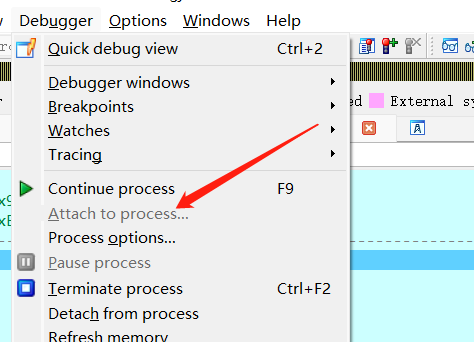 Debugger Options Windows Help
Quick debug view Ctrl+2
Debugger windows
Breakpoints
Watches
Tracing
External sy
Continue process F9
Attach to process...
Process options...
Pause process
Terminate process Ctrl+F2
Detach from process
Refresh memory